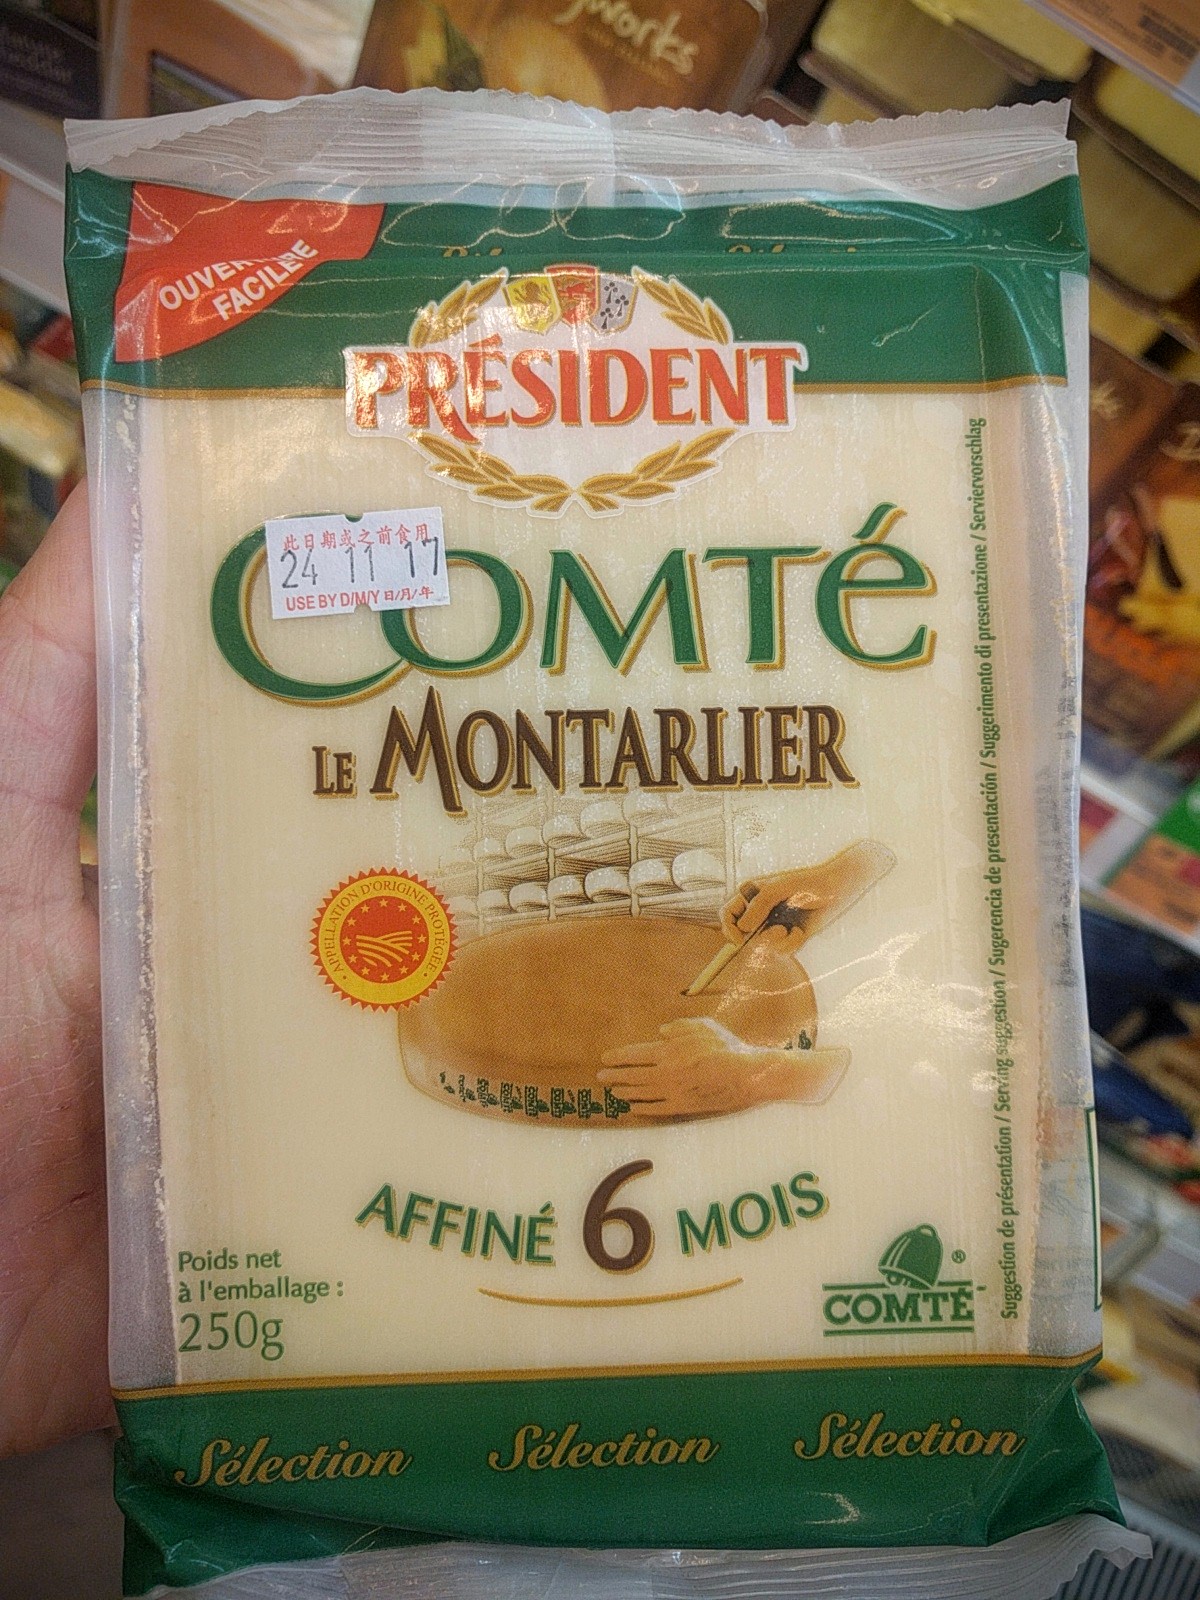 works
OUVERTURE
FACILE
PRÉSIDENT
此日期或之前食用
24 11 17
USE BY D/M/Y 日/月/年
COMTé
LE MONTARLIER
APPELLATION D'ORIGINE PROTÉGÉE
AFFINÉ 6 MOIS
Poids net
à l'emballage :
250g
®
COMTÉ
Suggestion de présentation / Serving suggestion / Sugerencia de presentación / Suggerimento di presentazione / Serviervorschlag
Sélection Sélection Sélection